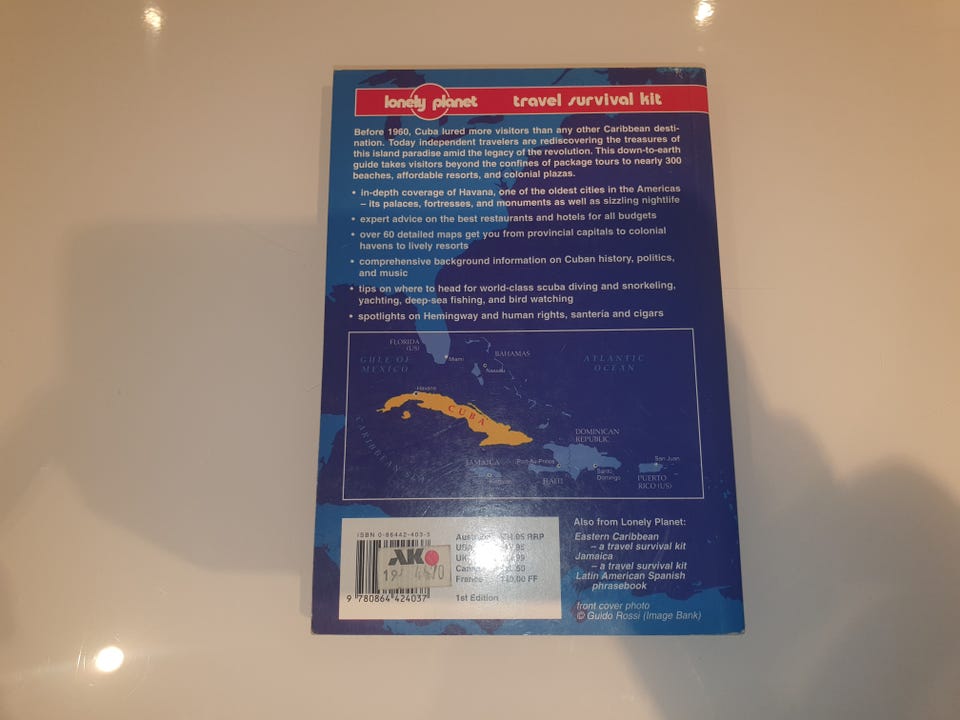 lonely planet travel survival kit
Before 1960, Cuba lured more visitors than any other Caribbean desti-
nation. Today independent travelers are rediscovering the treasures of
this island paradise amid the legacy of the revolution. This down-to-earth
guide takes visitors beyond the confines of package tours to nearly 300
beaches, affordable resorts, and colonial plazas.
• in-depth coverage of Havana, one of the oldest cities in the Americas
– its palaces, fortresses, and monuments as well as sizzling nightlife
• expert advice on the best restaurants and hotels for all budgets
• over 60 detailed maps get you from provincial capitals to colonial
havens to lively resorts
• comprehensive background information on Cuban history, politics,
and music
• tips on where to head for world-class scuba diving and snorkeling,
yachting, deep-sea fishing, and bird watching
• spotlights on Hemingway and human rights, santería and cigars
FLORIDA
(US)
GULF OF
MEXICO
Miami
BAHAMAS
Nassau
ATLANTIC
OCEAN
Havana
CUBA
CARIBBEAN
JAMAICA
Kingston
Port-Au-Prince
HAITI
DOMINICAN
REPUBLIC
Santo
Domingo
San Juan
PUERTO
RICO (US)
ISBN 0-86442-403-3
AKO
9 780864 424037
RRP
USA
UK
France 140.00 FF
1st Edition
Also from Lonely Planet:
Eastern Caribbean
– a travel survival kit
Jamaica
– a travel survival kit
Latin American Spanish
phrasebook
front cover photo
© Guido Rossi (Image Bank)